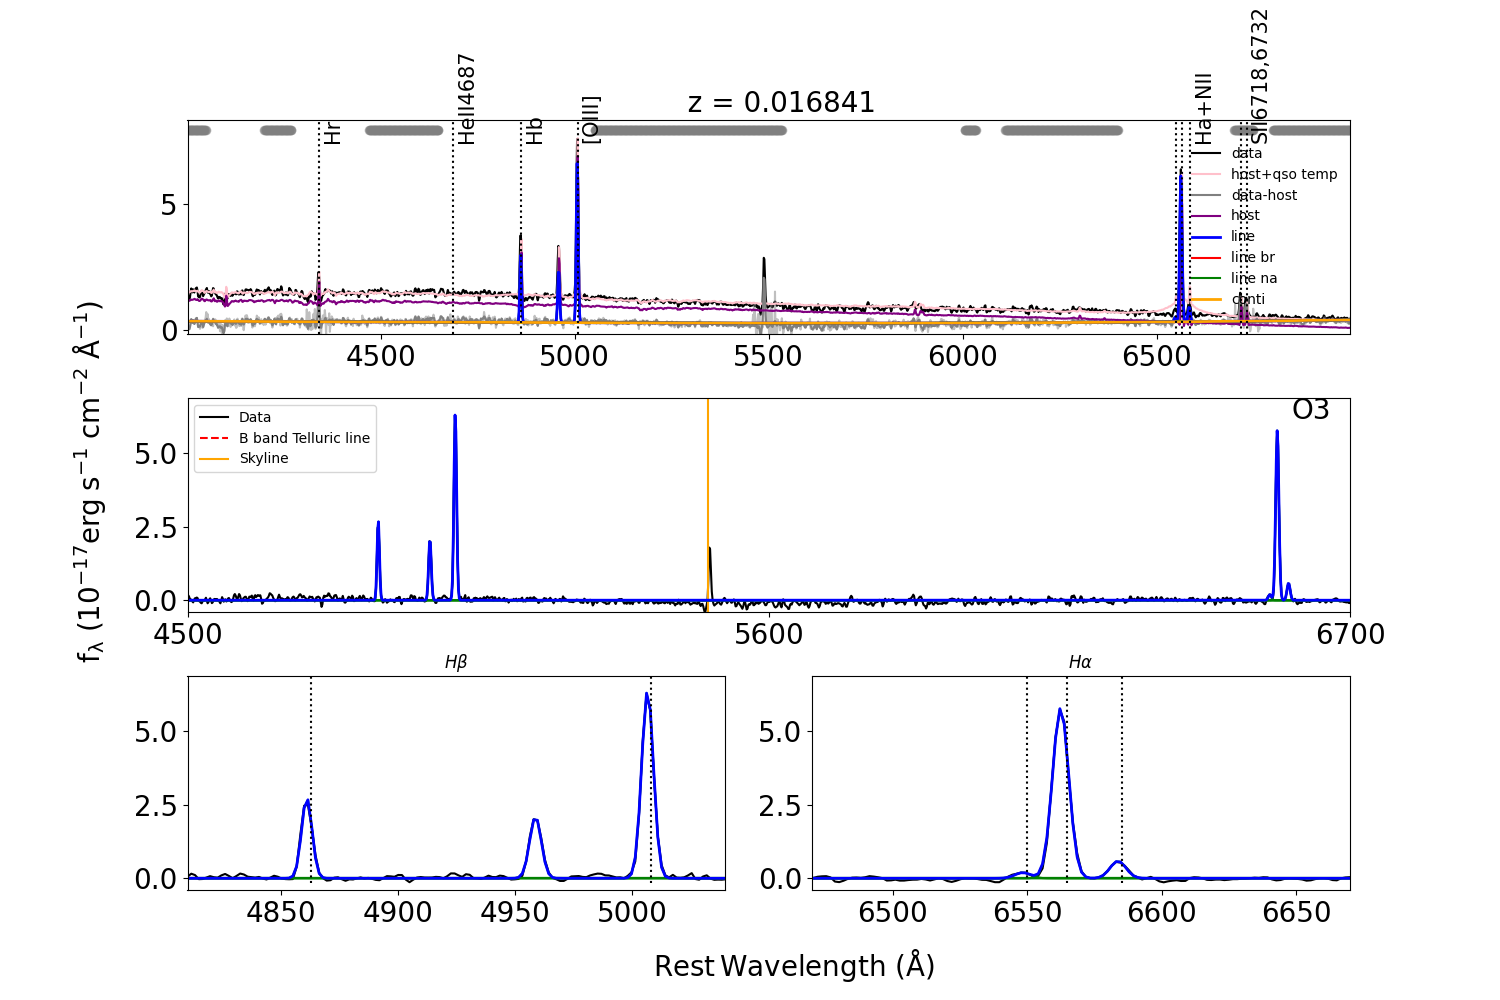 z = 0.016841
Hr
HeII4687
Hb
[OIII]
Ha+NII
SII6718,6732
data
host+qso temp
data-host
host
line
line br
line na
conti
5
0
4500
5000
5500
6000
6500
fλ (10⁻¹⁷erg s⁻¹ cm⁻² Å⁻¹)
Data
B band Telluric line
Skyline
O3
5.0
2.5
0.0
4500
5600
6700
Hβ
5.0
2.5
0.0
4850
4900
4950
5000
Hα
5.0
2.5
0.0
6500
6550
6600
6650
Rest Wavelength (Å)